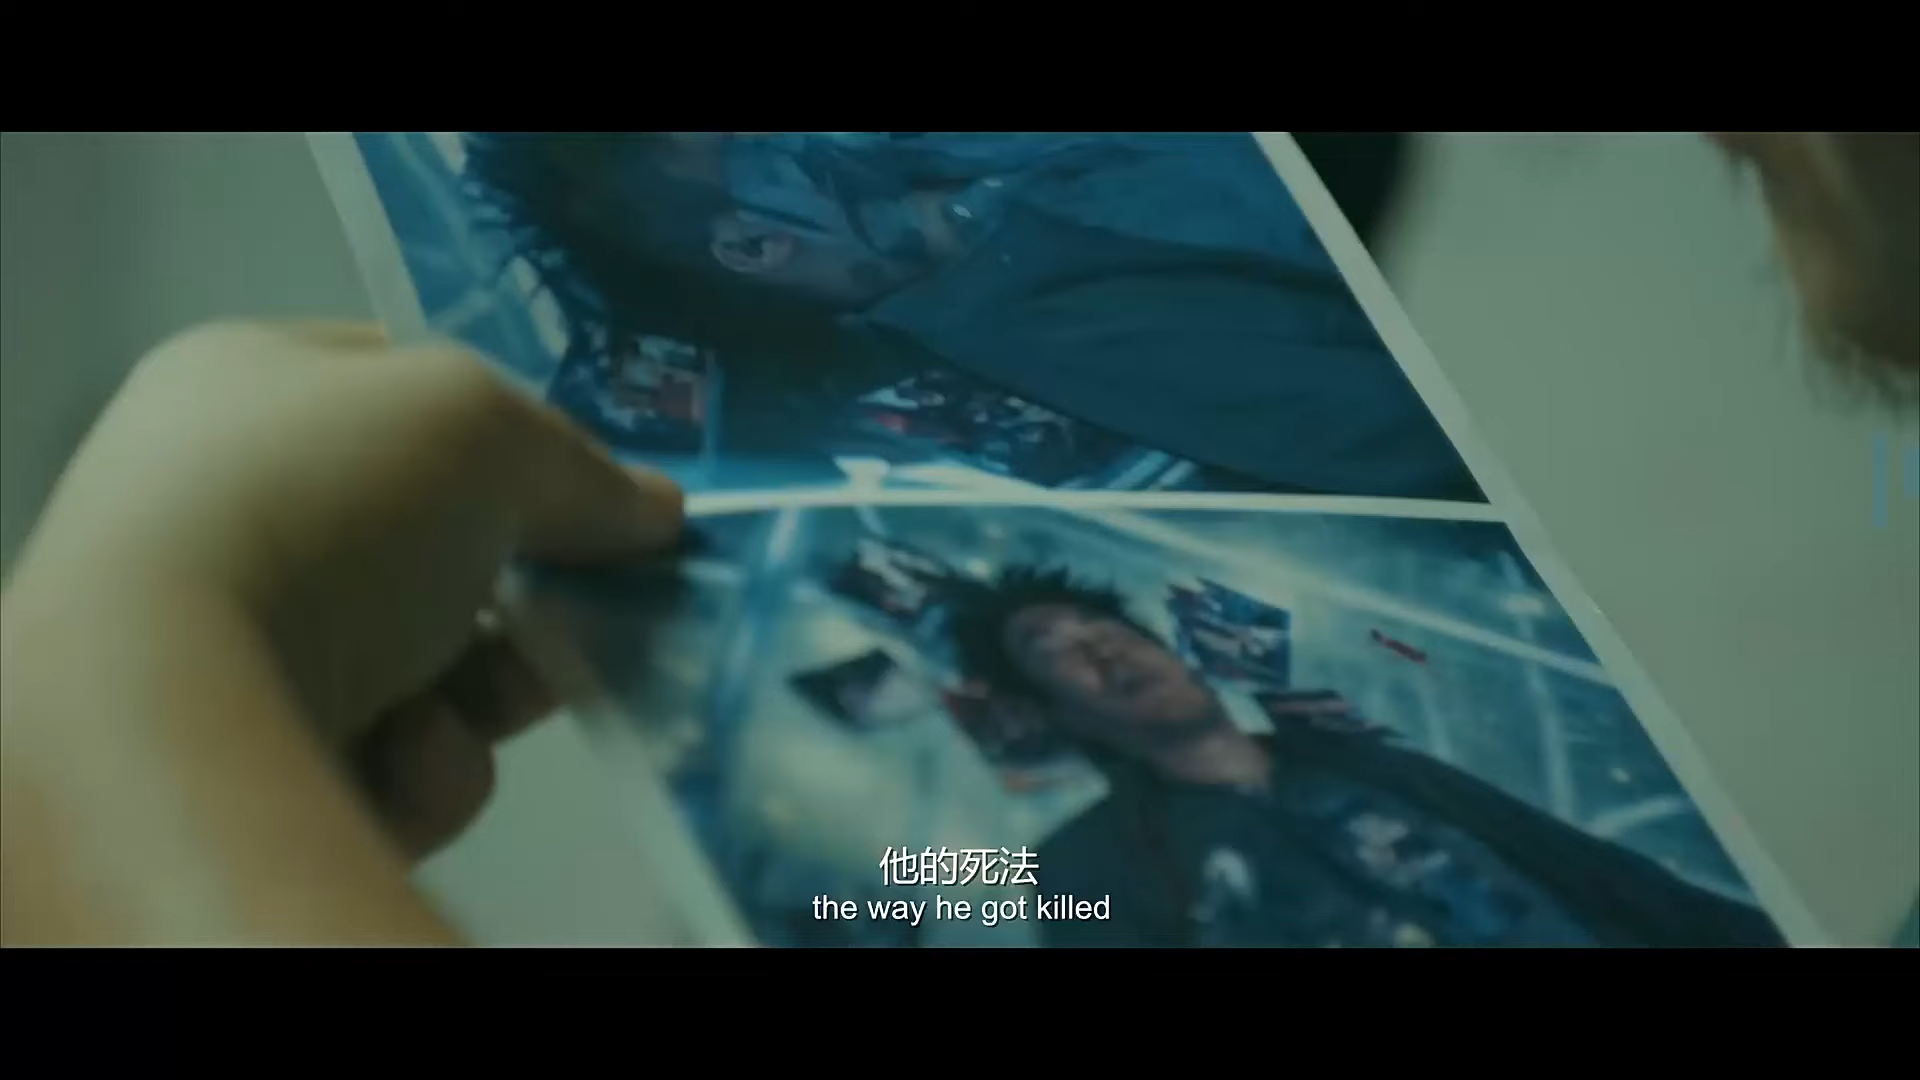 他的死法
the way he got killed